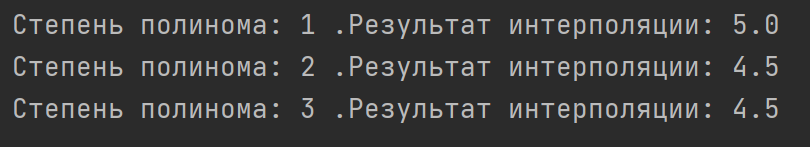 Степень полинома: 1 .Результат интерполяции: 5.0
Степень полинома: 2 .Результат интерполяции: 4.5
Степень полинома: 3 .Результат интерполяции: 4.5